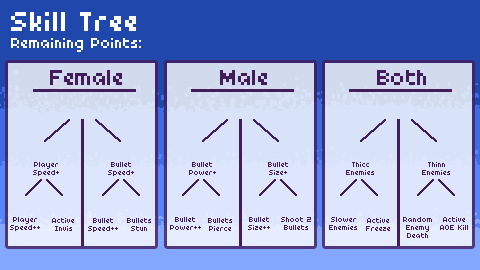 Skill Tree
Remaining Points:
Female
Player
Speed+
Bullet
Speed+
Player
Speed++
Active
Invis
Bullet
Speed++
Bullets
Stun
Male
Bullet
Power+
Bullet
Size+
Bullet
Power++
Bullets
Pierce
Bullet
Size++
Shoot 2
Bullets
Both
Thicc
Enemies
Thinn
Enemies
Slower
Enemies
Active
Freeze
Random
Enemy
Death
Active
AOE Kill